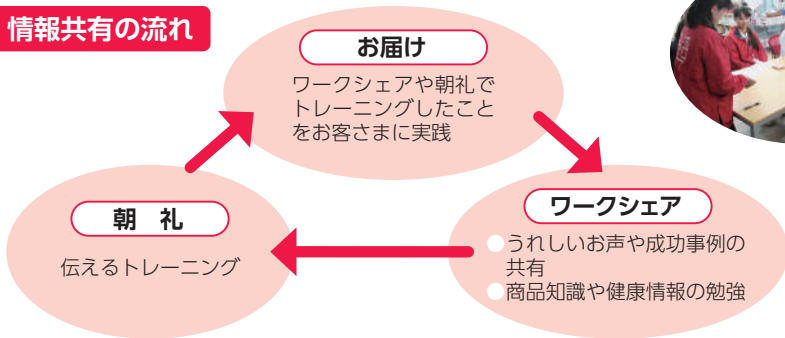 情報共有の流れ
お届け
ワークシェアや朝礼で
トレーニングしたこと
をお客さまに実践
ワークシェア
●うれしいお声や成功事例の
共有
●商品知識や健康情報の勉強
朝 礼
伝えるトレーニング